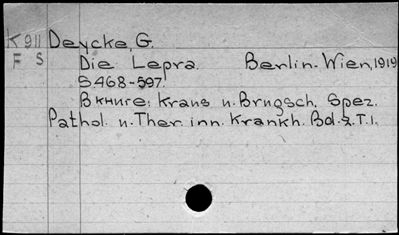 K 911 Deycke, G.
F S Die Lepra. Berlin-Wien, 1919,
S 468-597.
В книге: Kraus u. Brugsch, Spez.
Pathol. u. Ther. inn. Krankh. Bd. 2. T. 1.